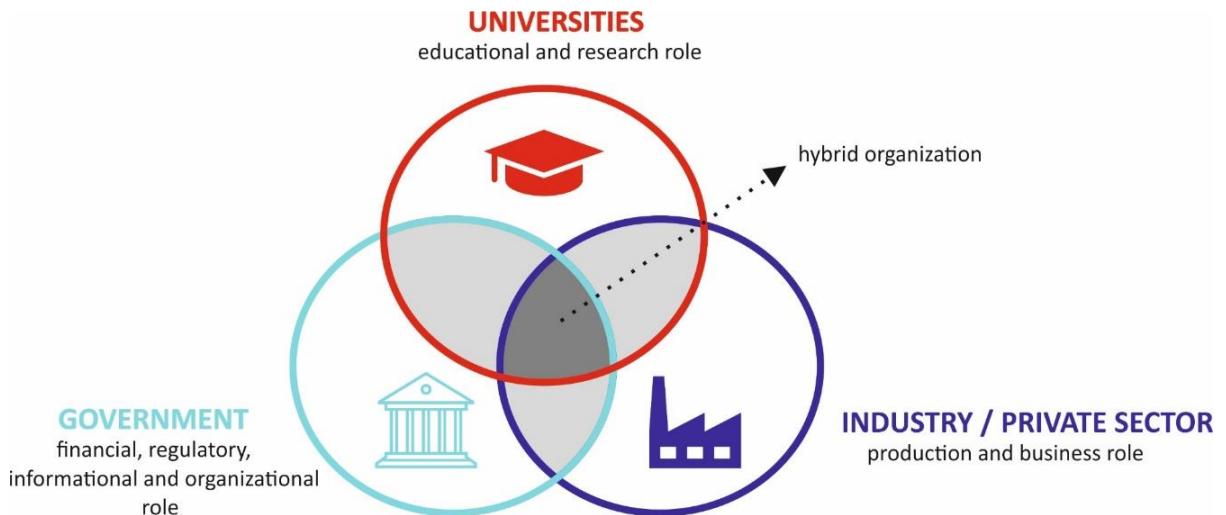 UNIVERSITIES
educational and research role
hybrid organization
GOVERNMENT
financial, regulatory,
informational and organizational
role
INDUSTRY / PRIVATE SECTOR
production and business role